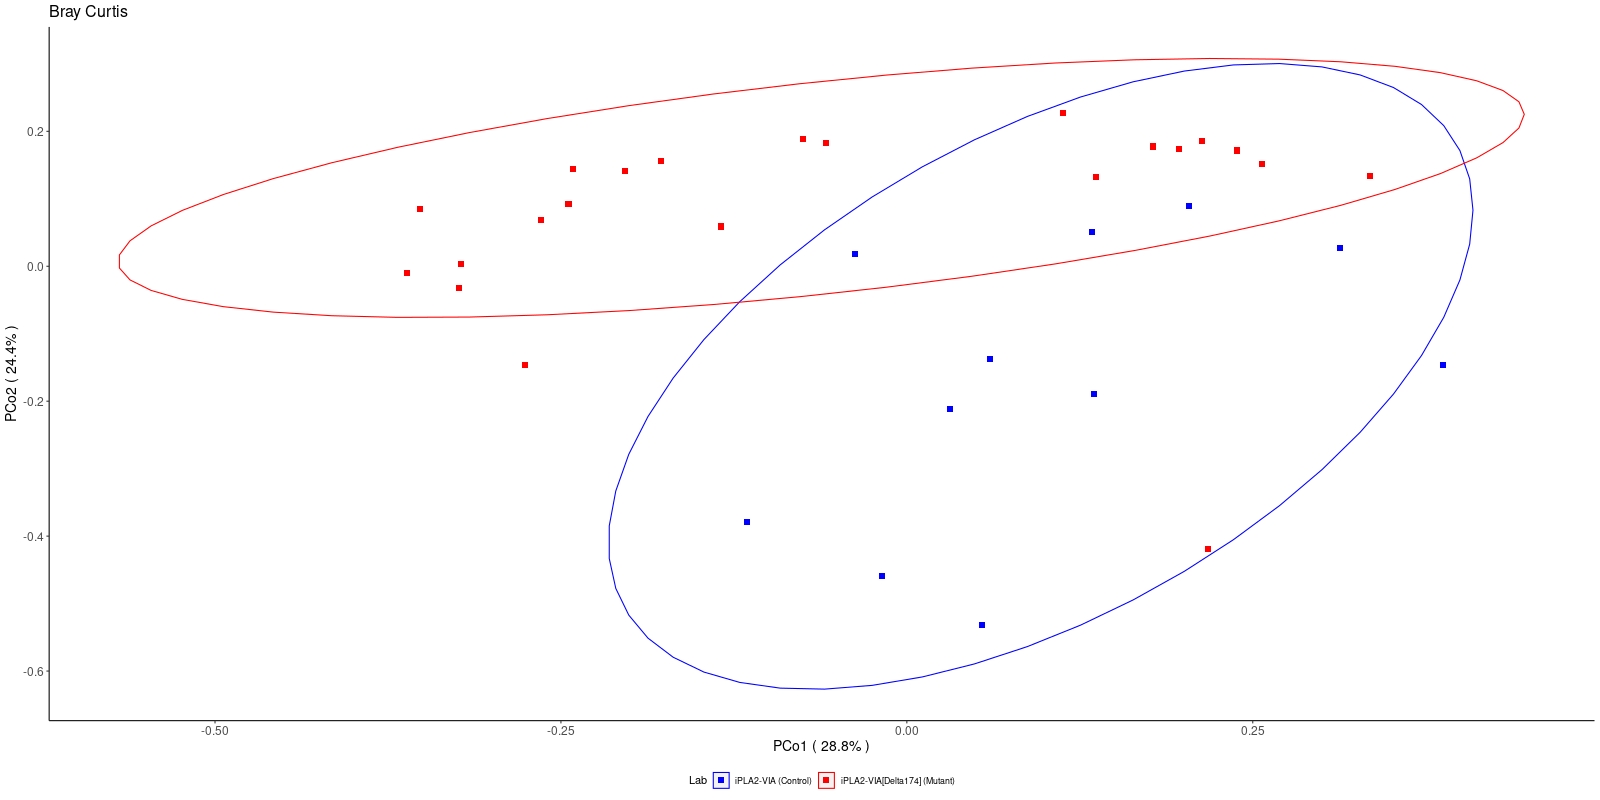 Bray Curtis
0.2
0.0
-0.2
-0.4
-0.6
PCo2 ( 24.4% )
-0.50
-0.25
0.00
0.25
PCo1 ( 28.8% )
Lab iPLA2-VIA (Control) iPLA2-VIA[Delta174] (Mutant)